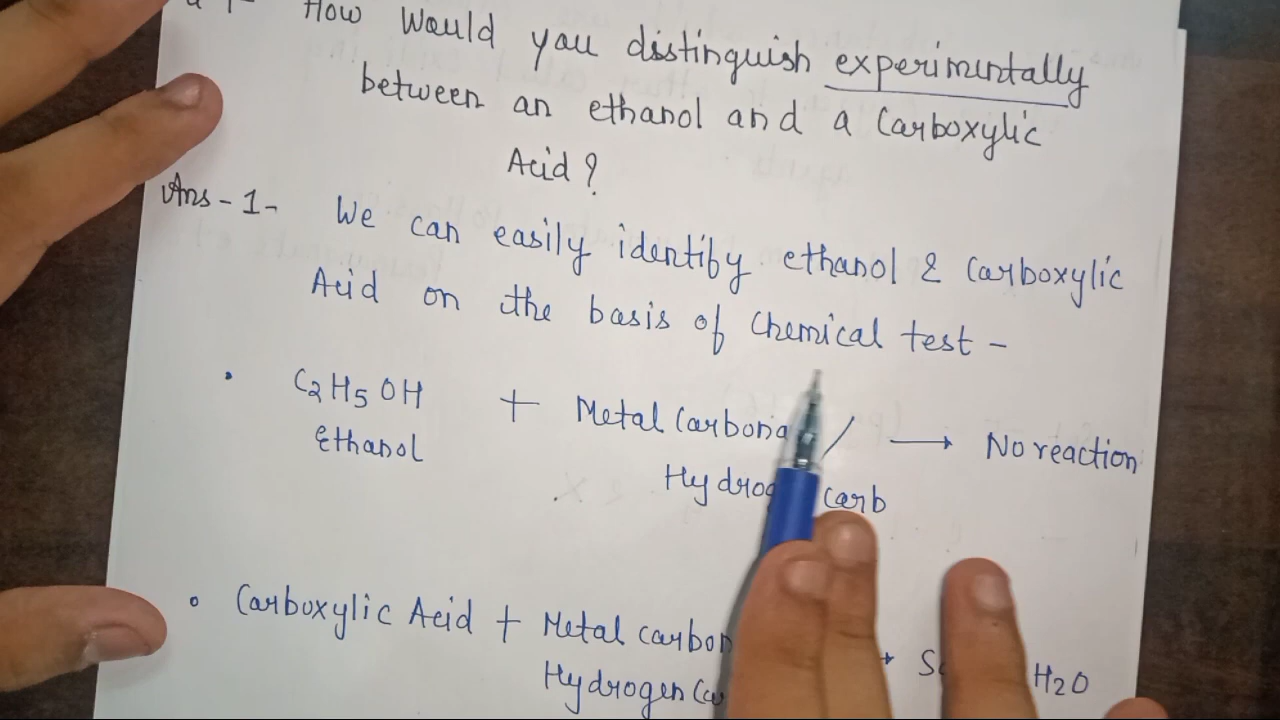 How Would you distinguish experimentally
between an ethanol and a Carboxylic
Acid?
Ans-1- We can easily identify ethanol & Carboxylic
Acid on the basis of Chemical test -
• C2H5OH + Metal Carbona / → No reaction
Ethanol Hydrog carb
• Carboxylic Acid + Metal carbon H2O
Hydrogen Ca